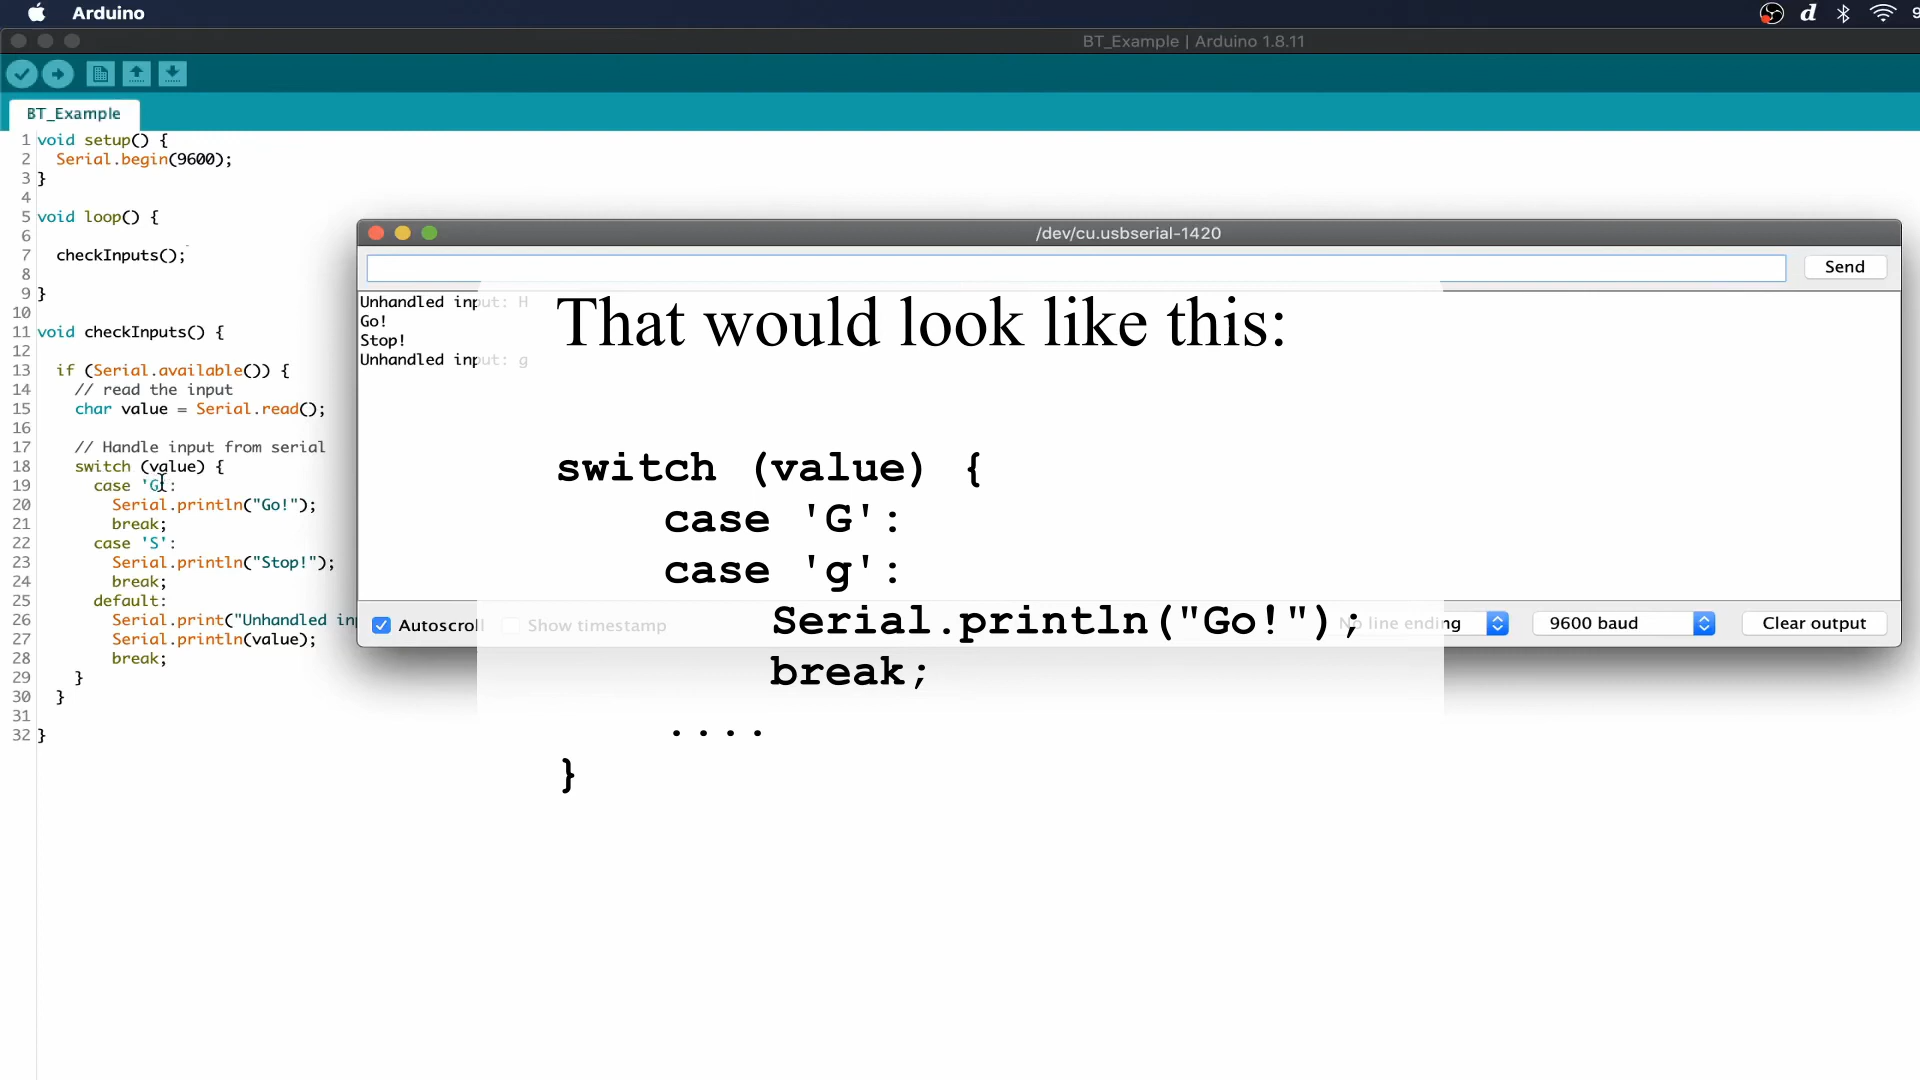 Arduino
9
BT_Example | Arduino 1.8.11
BT_Example
1 void setup() {
2 Serial.begin(9600);
3 }
4
5 void loop() {
6
7 checkInputs();
8
9 }
10
11 void checkInputs() {
12
13 if (Serial.available()) {
14 // read the input
15 char value = Serial.read();
16
17 // Handle input from serial
18 switch (value) {
19 case 'G':
20 Serial.println("Go!");
21 break;
22 case 'S':
23 Serial.println("Stop!");
24 break;
25 default:
26 Serial.print("Unhandled inp
27 Serial.println(value);
28 break;
29 }
30 }
31
32 }
/dev/cu.usbserial-1420
Send
Unhandled input: H
Go!
Stop!
Unhandled input: g
Autoscroll Show timestamp
No line ending 9600 baud Clear output
That would look like this:
switch (value) {
case 'G':
case 'g':
Serial.println("Go!");
break;
....
}